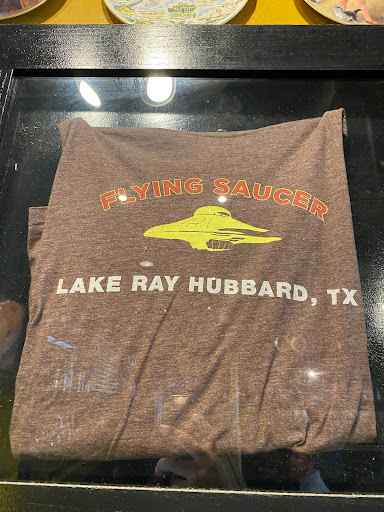 FLYING SAUCER
LAKE RAY HUBBARD, TX